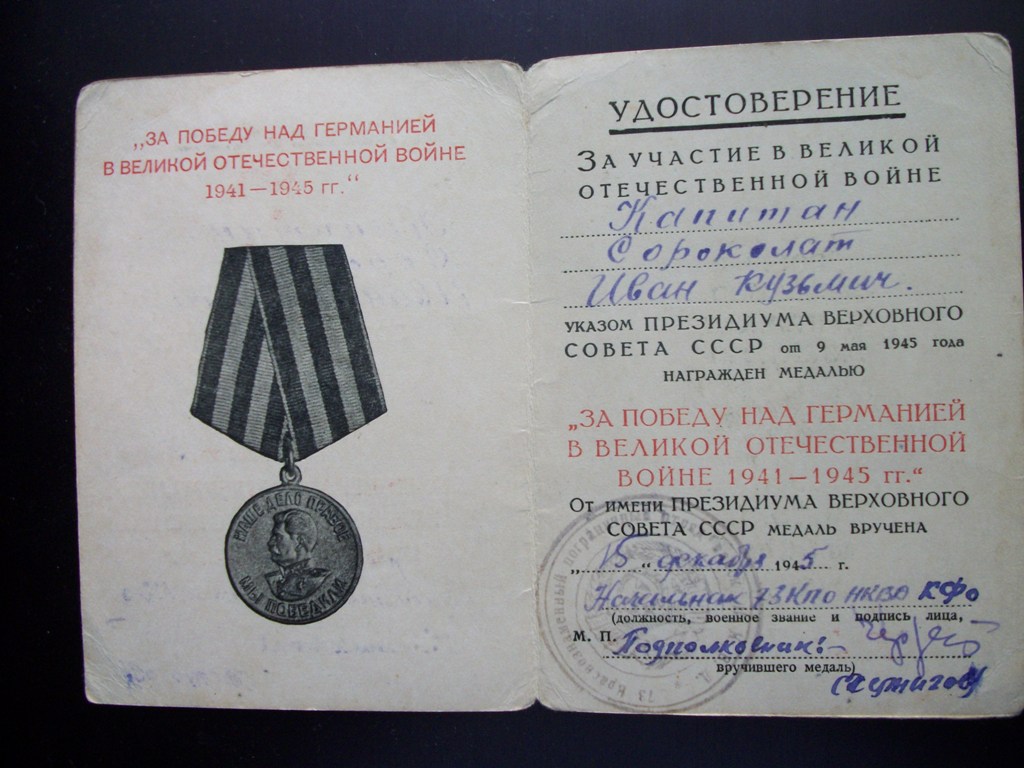 „ЗА ПОБЕДУ НАД ГЕРМАНИЕЙ
В ВЕЛИКОЙ ОТЕЧЕСТВЕННОЙ ВОЙНЕ
1941—1945 гг.“
НАШЕ ДЕЛО ПРАВОЕ
МЫ ПОБЕДИЛИ
УДОСТОВЕРЕНИЕ
ЗА УЧАСТИЕ В ВЕЛИКОЙ
ОТЕЧЕСТВЕННОЙ ВОЙНЕ
Капитан
Сороколат
Иван Кузьмич.
УКАЗОМ ПРЕЗИДИУМА ВЕРХОВНОГО
СОВЕТА СССР от 9 мая 1945 года
НАГРАЖДЕН МЕДАЛЬЮ
„ЗА ПОБЕДУ НАД ГЕРМАНИЕЙ
В ВЕЛИКОЙ ОТЕЧЕСТВЕННОЙ
ВОЙНЕ 1941—1945 гг.“
ОТ ИМЕНИ ПРЕЗИДИУМА ВЕРХОВНОГО
СОВЕТА СССР МЕДАЛЬ ВРУЧЕНА
„15“ декабря 1945 г.
Начальник 73 КПО НКВД КФо
(должность, военное звание и подпись лица,
М. П. Подполковник:-
вручившего медаль)
73 Краснознаменный пограничный